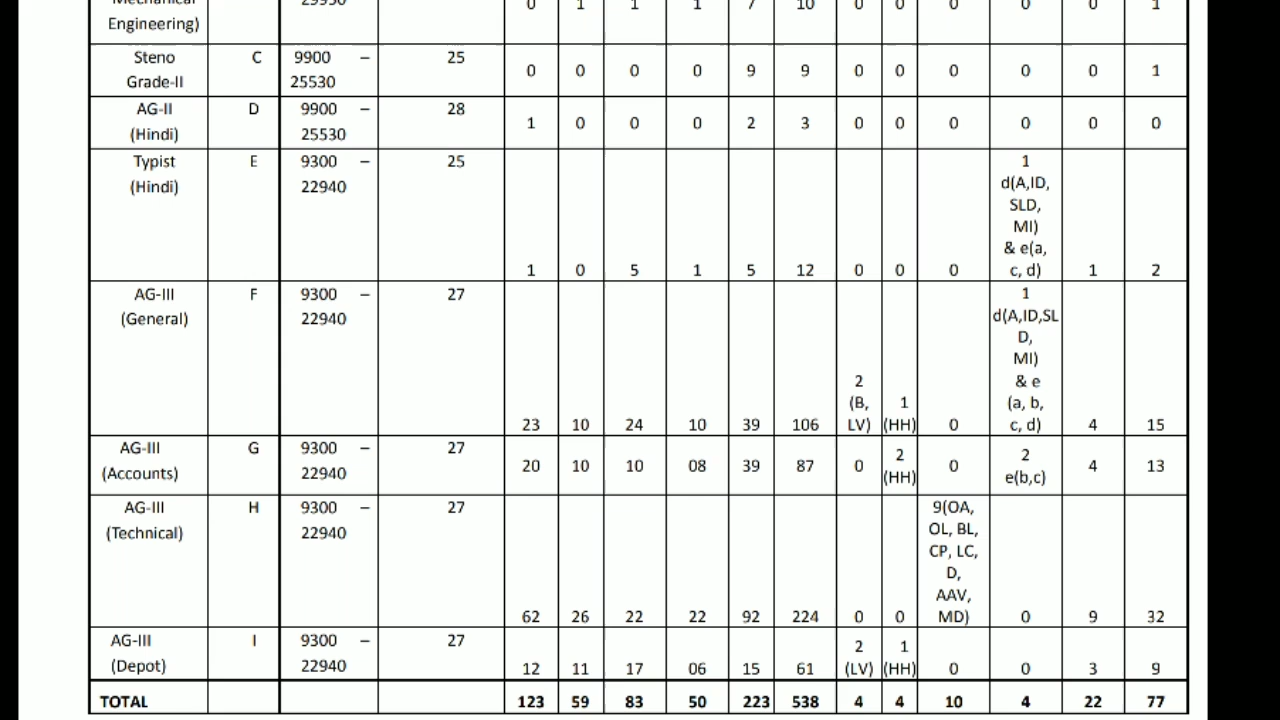 Mechanical 29950 0 1 1 1 7 10 0 0 0 0 0 1
Engineering)
Steno C 9900 – 25
Grade-II 25530 0 0 0 0 9 9 0 0 0 0 0 1
AG-II D 9900 – 28
(Hindi) 25530 1 0 0 0 2 3 0 0 0 0 0 0
Typist E 9300 – 25 1
(Hindi) 22940 d(A,ID,
SLD,
MI)
& e(a,
1 0 5 1 5 12 0 0 0 c, d) 1 2
AG-III F 9300 – 27 1
(General) 22940 d(A,ID,SL
D,
MI)
2 & e
(B, 1 (a, b,
23 10 24 10 39 106 LV) (HH) 0 c, d) 4 15
AG-III G 9300 – 27 2 2
(Accounts) 22940 20 10 10 08 39 87 0 (HH) 0 e(b,c) 4 13
AG-III H 9300 – 27 9(OA,
(Technical) 22940 OL, BL,
CP, LC,
D,
AAV,
62 26 22 22 92 224 0 0 MD) 0 9 32
AG-III I 9300 – 27 2 1
(Depot) 22940 12 11 17 06 15 61 (LV) (HH) 0 0 3 9
TOTAL 123 59 83 50 223 538 4 4 10 4 22 77